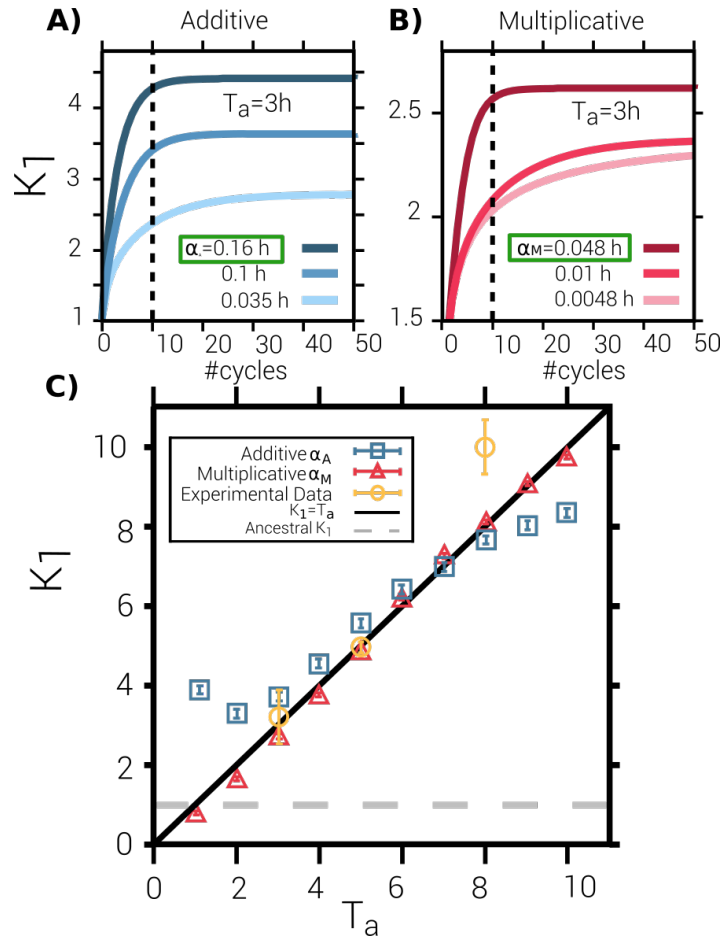 A) Additive
K1
4
3
2
1
Ta=3h
α.=0.16 h
0.1 h
0.035 h
0 10 20 30 40 50
#cycles
B) Multiplicative
2.5
2
1.5
Ta=3h
αM=0.048 h
0.01 h
0.0048 h
0 10 20 30 40 50
#cycles
C)
K1
10
8
6
4
2
0
Additive αA
Multiplicative αM
Experimental Data
K1=Ta
Ancestral K1
0 2 4 6 8 10
Ta